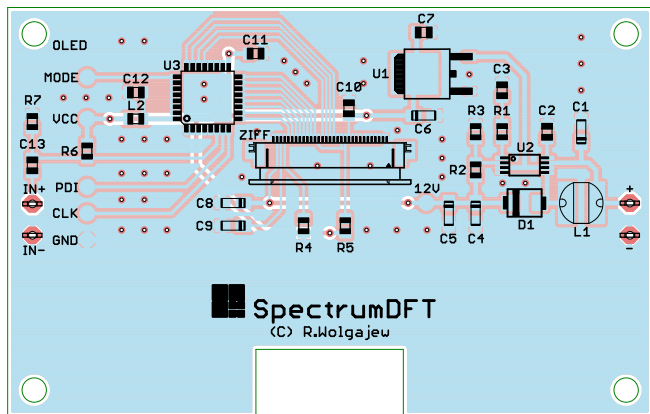 C7
OLED
C11
U3
MODE
U1
C12
C3
C10
R7
L2
VCC
C6
R3
R1
C2
C1
ZIFF
C13
R6
U2
R2
IN+
PDI
12V
+
C8
CLK
C9
C5
C4
D1
L1
IN-
GND
R4
R5
-
SpectrumDFT
(C) R.Wolgajew